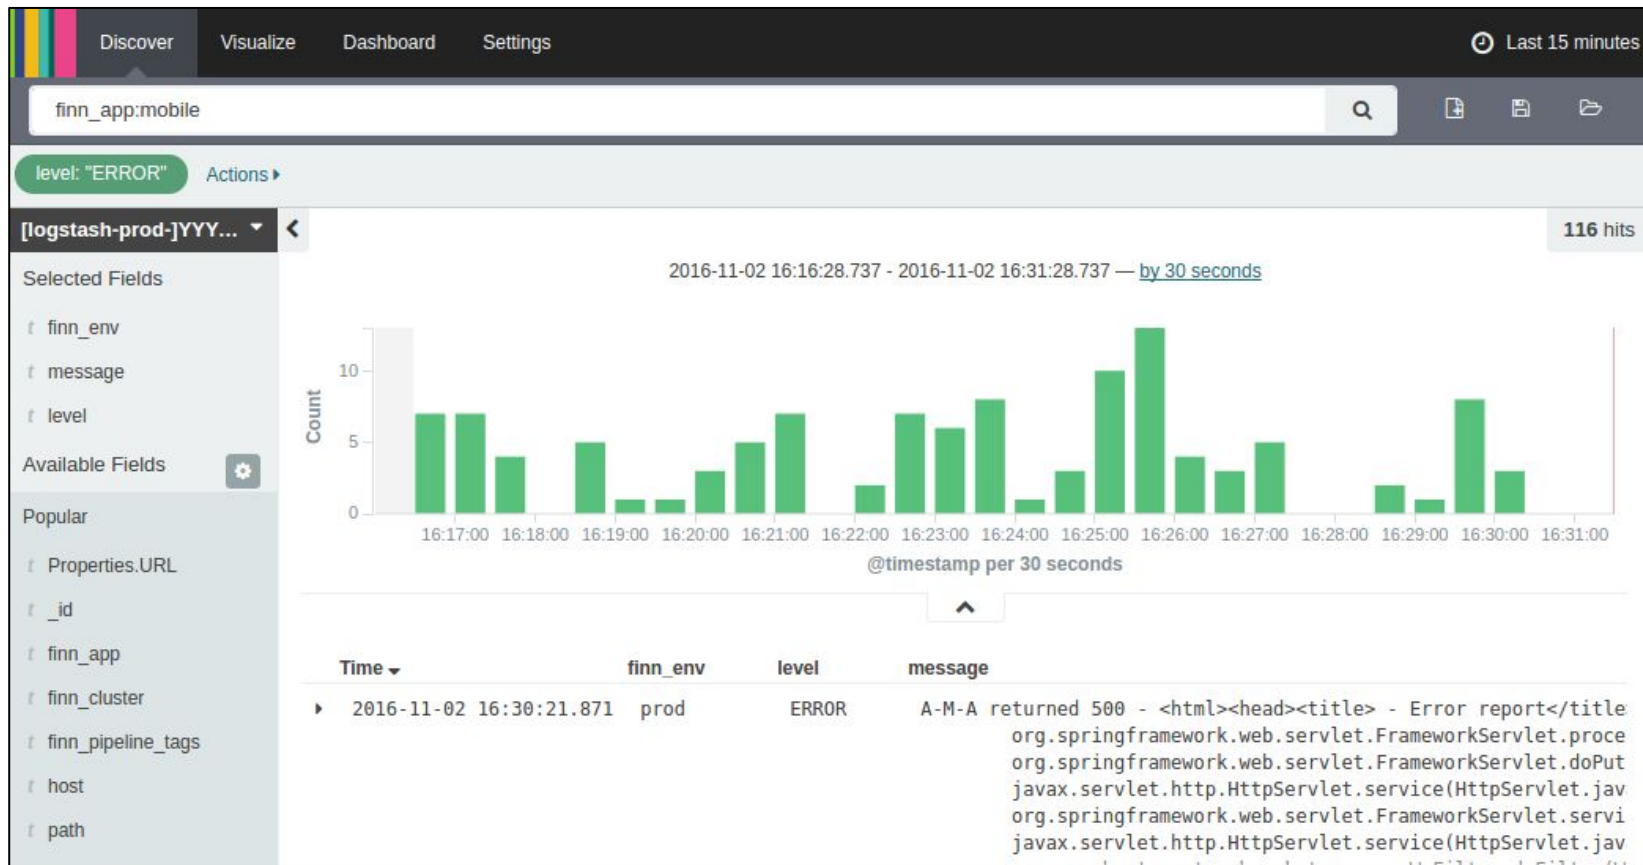 Discover Visualize Dashboard Settings Last 15 minutes
finn_app:mobile
level: "ERROR" Actions
[logstash-prod-]YYY...
116 hits
Selected Fields
t finn_env
t message
t level
Available Fields
Popular
t Properties.URL
t _id
t finn_app
t finn_cluster
t finn_pipeline_tags
t host
t path
2016-11-02 16:16:28.737 - 2016-11-02 16:31:28.737 — by 30 seconds
Count
10
5
0
16:17:00 16:18:00 16:19:00 16:20:00 16:21:00 16:22:00 16:23:00 16:24:00 16:25:00 16:26:00 16:27:00 16:28:00 16:29:00 16:30:00 16:31:00
@timestamp per 30 seconds
Time finn_env level message
2016-11-02 16:30:21.871 prod ERROR A-M-A returned 500 - <html><head><title> - Error report</title
org.springframework.web.servlet.FrameworkServlet.proce
org.springframework.web.servlet.FrameworkServlet.doPut
javax.servlet.http.HttpServlet.service(HttpServlet.jav
org.springframework.web.servlet.FrameworkServlet.servi
javax.servlet.http.HttpServlet.service(HttpServlet.jav